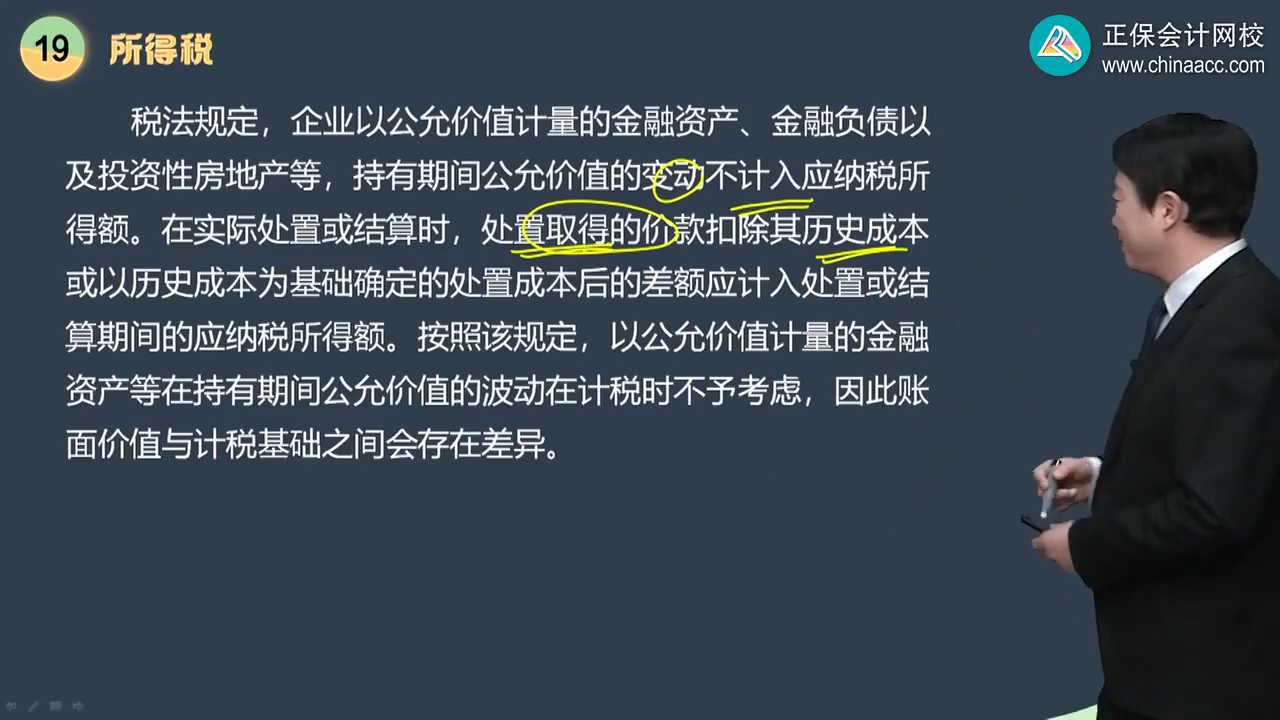 19 所得税
正保会计网校
www.chinaacc.com
税法规定，企业以公允价值计量的金融资产、金融负债以
及投资性房地产等，持有期间公允价值的变动不计入应纳税所
得额。在实际处置或结算时，处置取得的价款扣除其历史成本
或以历史成本为基础确定的处置成本后的差额应计入处置或结
算期间的应纳税所得额。按照该规定，以公允价值计量的金融
资产等在持有期间公允价值的波动在计税时不予考虑，因此账
面价值与计税基础之间会存在差异。